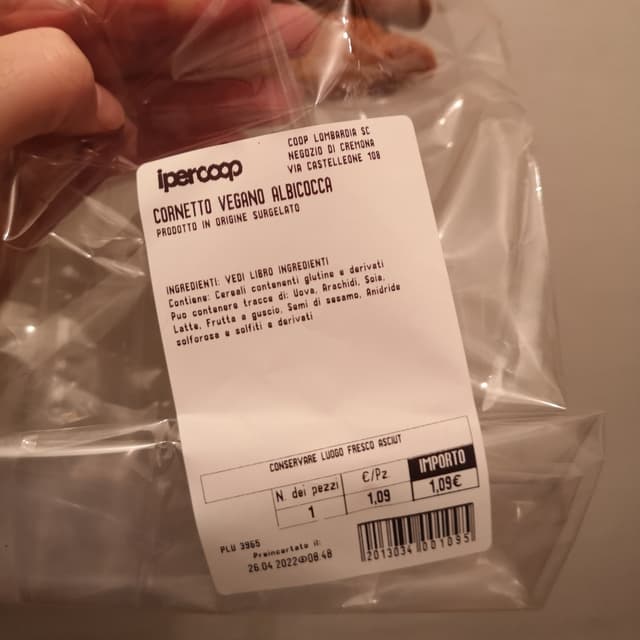 ipercoop
COOP LOMBARDIA SC
NEGOZIO DI CREMONA
VIA CASTELLEONE 108
CORNETTO VEGANO ALBICOCCA
PRODOTTO IN ORIGINE SURGELATO
INGREDIENTI: VEDI LIBRO INGREDIENTI
Contiene: Cereali contenenti glutine e derivati
Puo contenere tracce di: Uova, Arachidi, Soia,
Latte, Frutta a guscio, Semi di sesamo, Anidride
solforosa e solfiti e derivati
CONSERVARE LUOGO FRESCO ASCIUT
N. dei pezzi €/Pz. IMPORTO
1 1,09 1,09€
PLU 3965
Preincartato il:
26.04.2022 08.48
2013034 001095